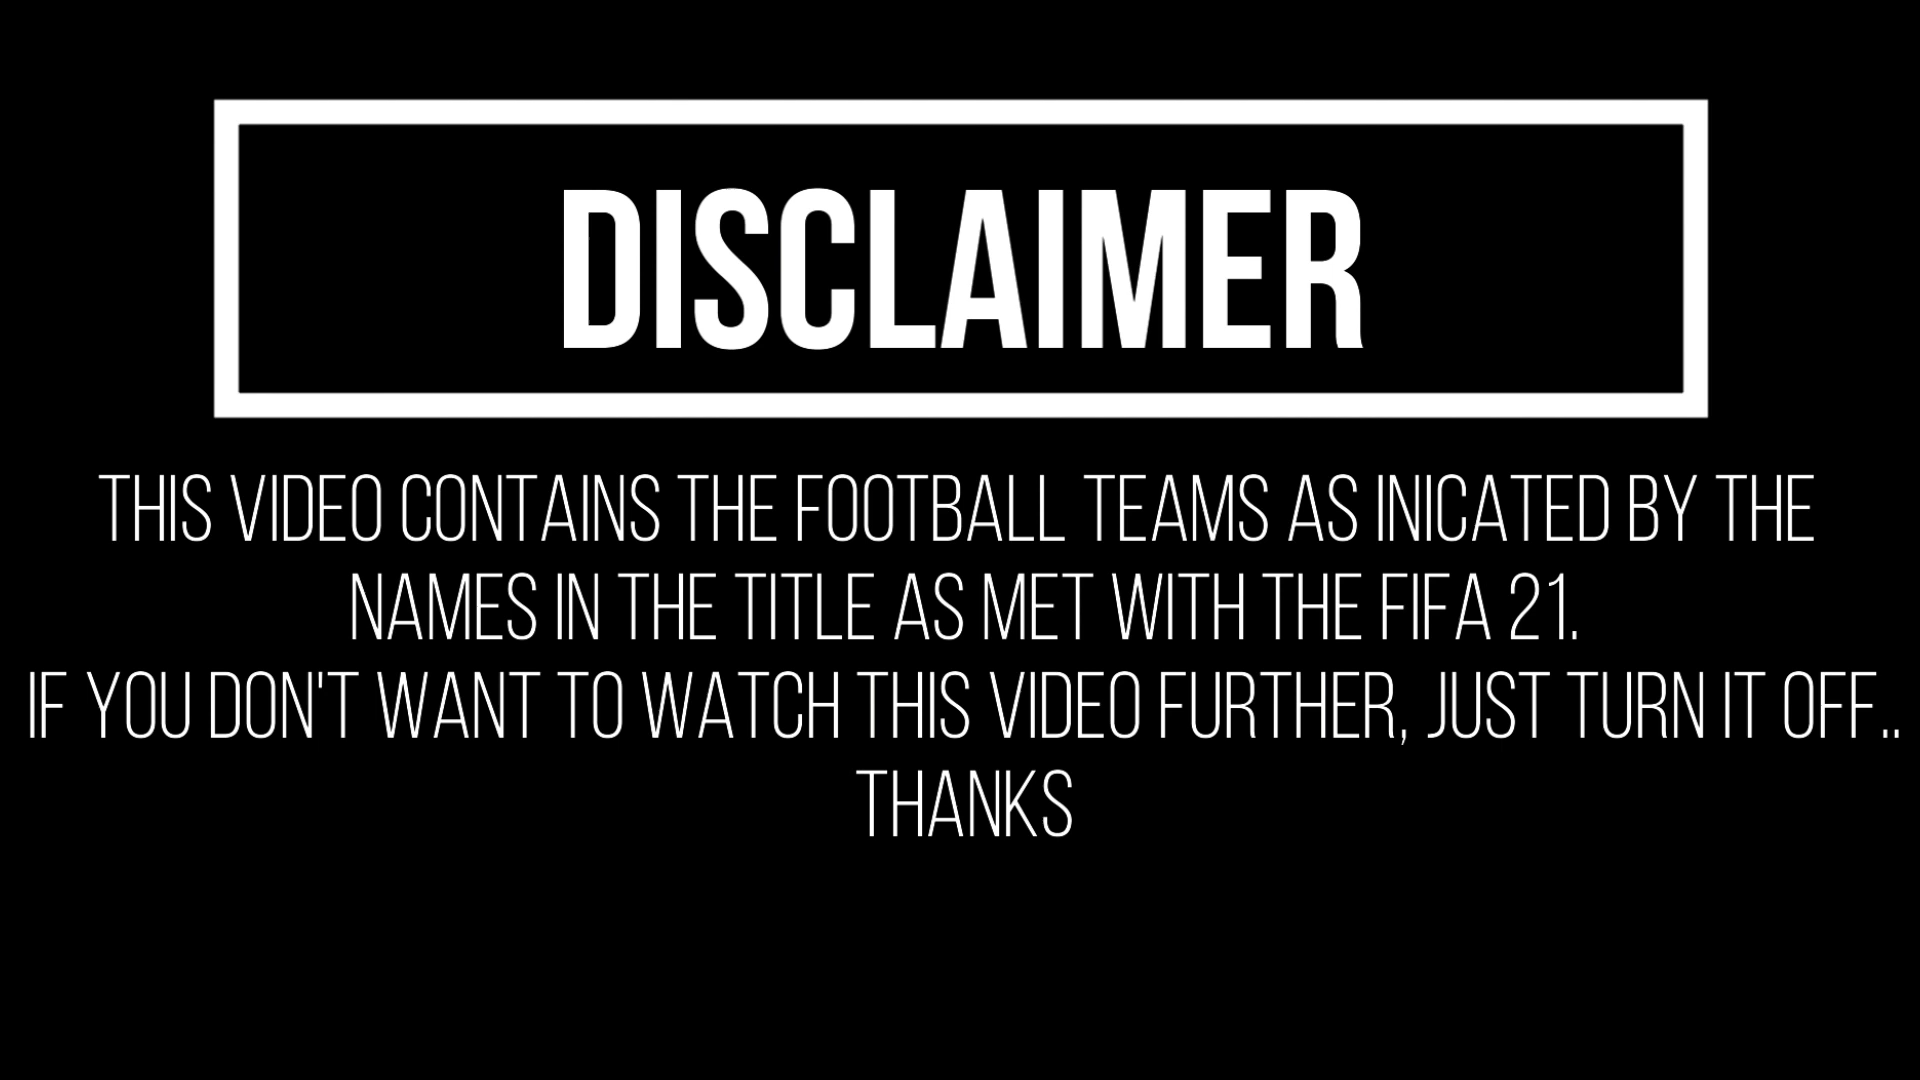 DISCLAIMER
THIS VIDEO CONTAINS THE FOOTBALL TEAMS AS INICATED BY THE
NAMES IN THE TITLE AS MET WITH THE FIFA 21.
IF YOU DON'T WANT TO WATCH THIS VIDEO FURTHER, JUST TURN IT OFF..
THANKS